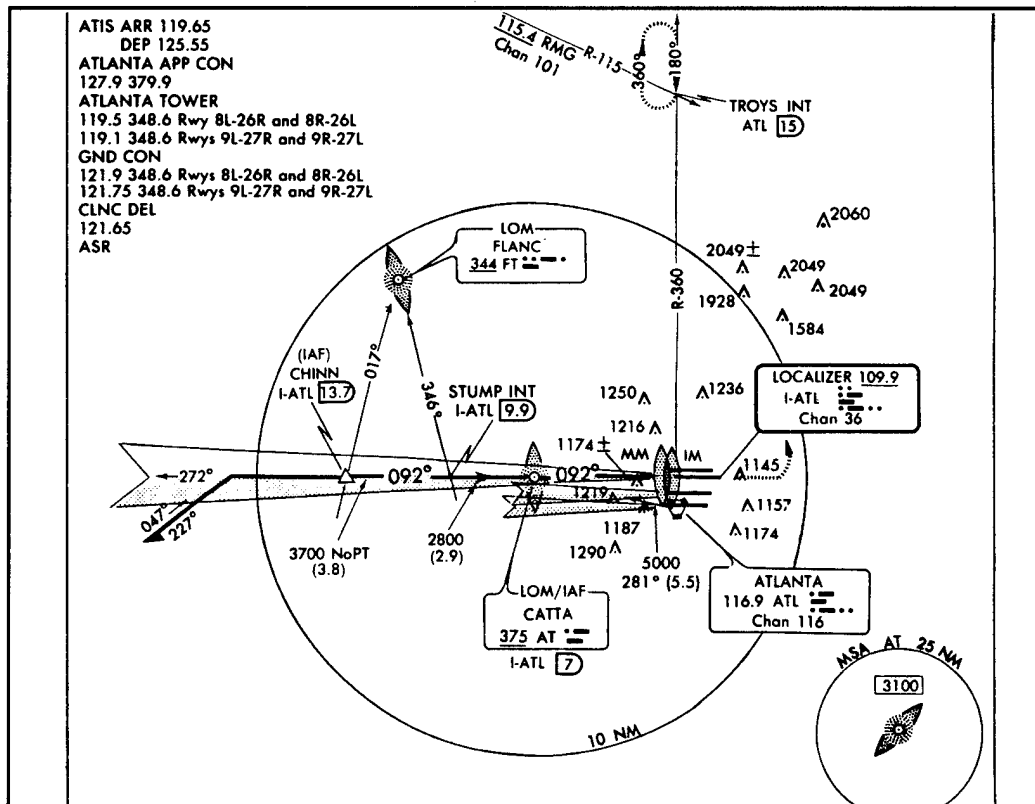 ATIS ARR 119.65
DEP 125.55
ATLANTA APP CON
127.9 379.9
ATLANTA TOWER
119.5 348.6 Rwy 8L-26R and 8R-26L
119.1 348.6 Rwys 9L-27R and 9R-27L
GND CON
121.9 348.6 Rwys 8L-26R and 8R-26L
121.75 348.6 Rwys 9L-27R and 9R-27L
CLNC DEL
121.65
ASR
115.4 RMG R-115
Chan 101
360°
180°
TROYS INT
ATL 15
R-360
2060
2049±
2049
2049
1928
1584
LOM
FLANC
344 FT
(IAF)
CHINN
I-ATL 13.7
017°
346°
STUMP INT
I-ATL 9.9
1250
1236
1216
1174±
MM
IM
LOCALIZER 109.9
I-ATL
Chan 36
272°
092°
092°
1145
047°
227°
3700 NoPT
(3.8)
2800
(2.9)
1219
1187
1290
1157
1174
5000
281° (5.5)
LOM/IAF
CATTA
375 AT
I-ATL 7
ATLANTA
116.9 ATL
Chan 116
10 NM
MSA AT 25 NM
3100